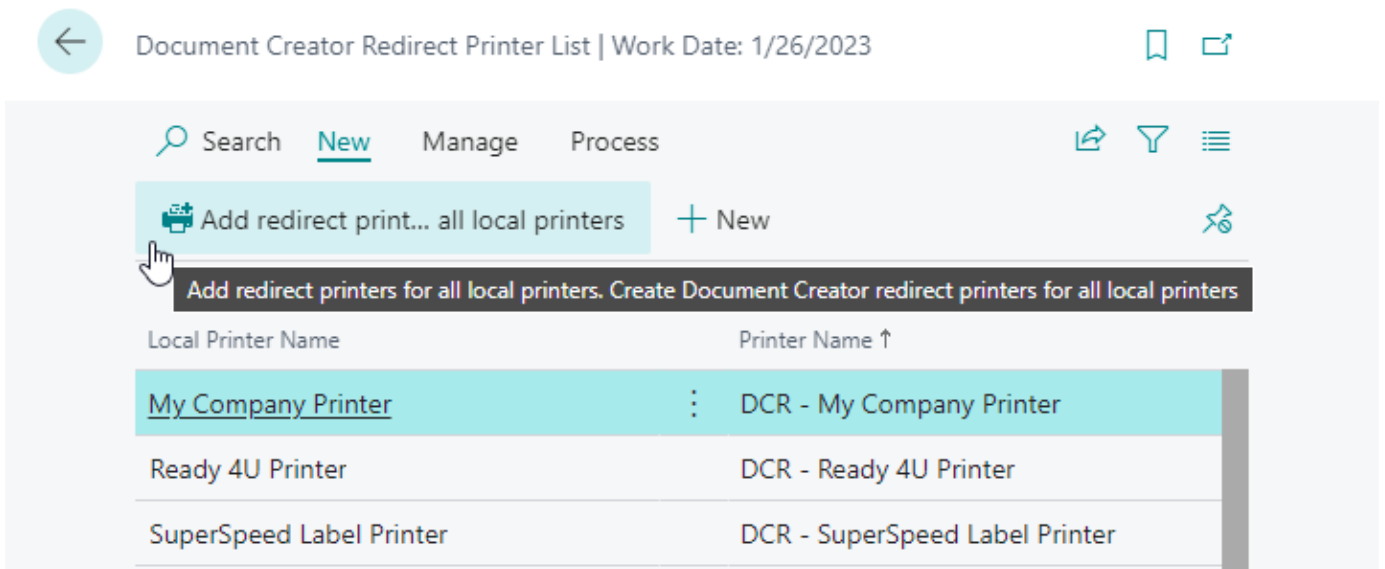 Document Creator Redirect Printer List | Work Date: 1/26/2023
Search New Manage Process
Add redirect print... all local printers + New
Add redirect printers for all local printers. Create Document Creator redirect printers for all local printers
Local Printer Name Printer Name ↑
My Company Printer DCR - My Company Printer
Ready 4U Printer DCR - Ready 4U Printer
SuperSpeed Label Printer DCR - SuperSpeed Label Printer